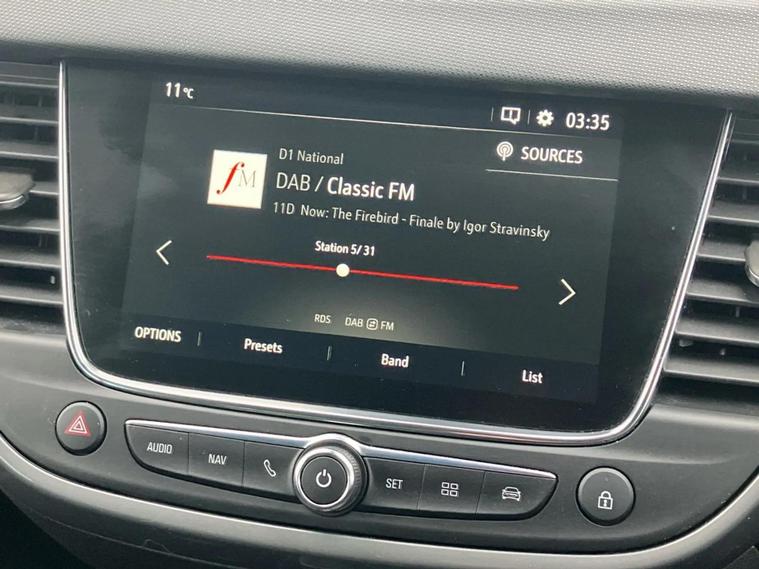 11°C
03:35
SOURCES
D1 National
fM
DAB / Classic FM
11D Now: The Firebird - Finale by Igor Stravinsky
Station 5/31
RDS DAB FM
OPTIONS Presets Band List
AUDIO NAV SET